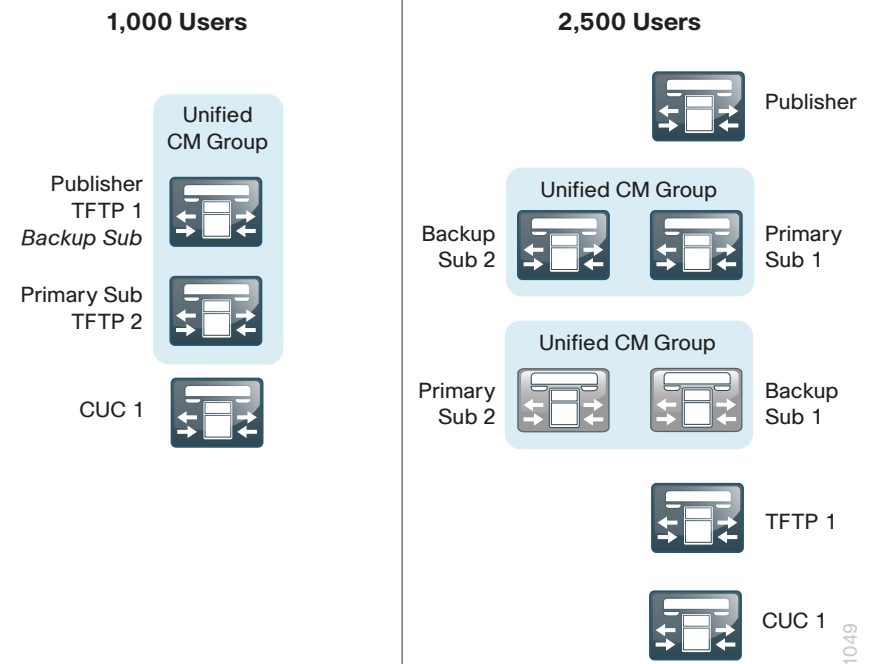 1,000 Users
Unified
CM Group
Publisher
TFTP 1
Backup Sub
Primary Sub
TFTP 2
CUC 1
2,500 Users
Publisher
Unified CM Group
Backup
Sub 2
Primary
Sub 1
Unified CM Group
Primary
Sub 2
Backup
Sub 1
TFTP 1
CUC 1
1049